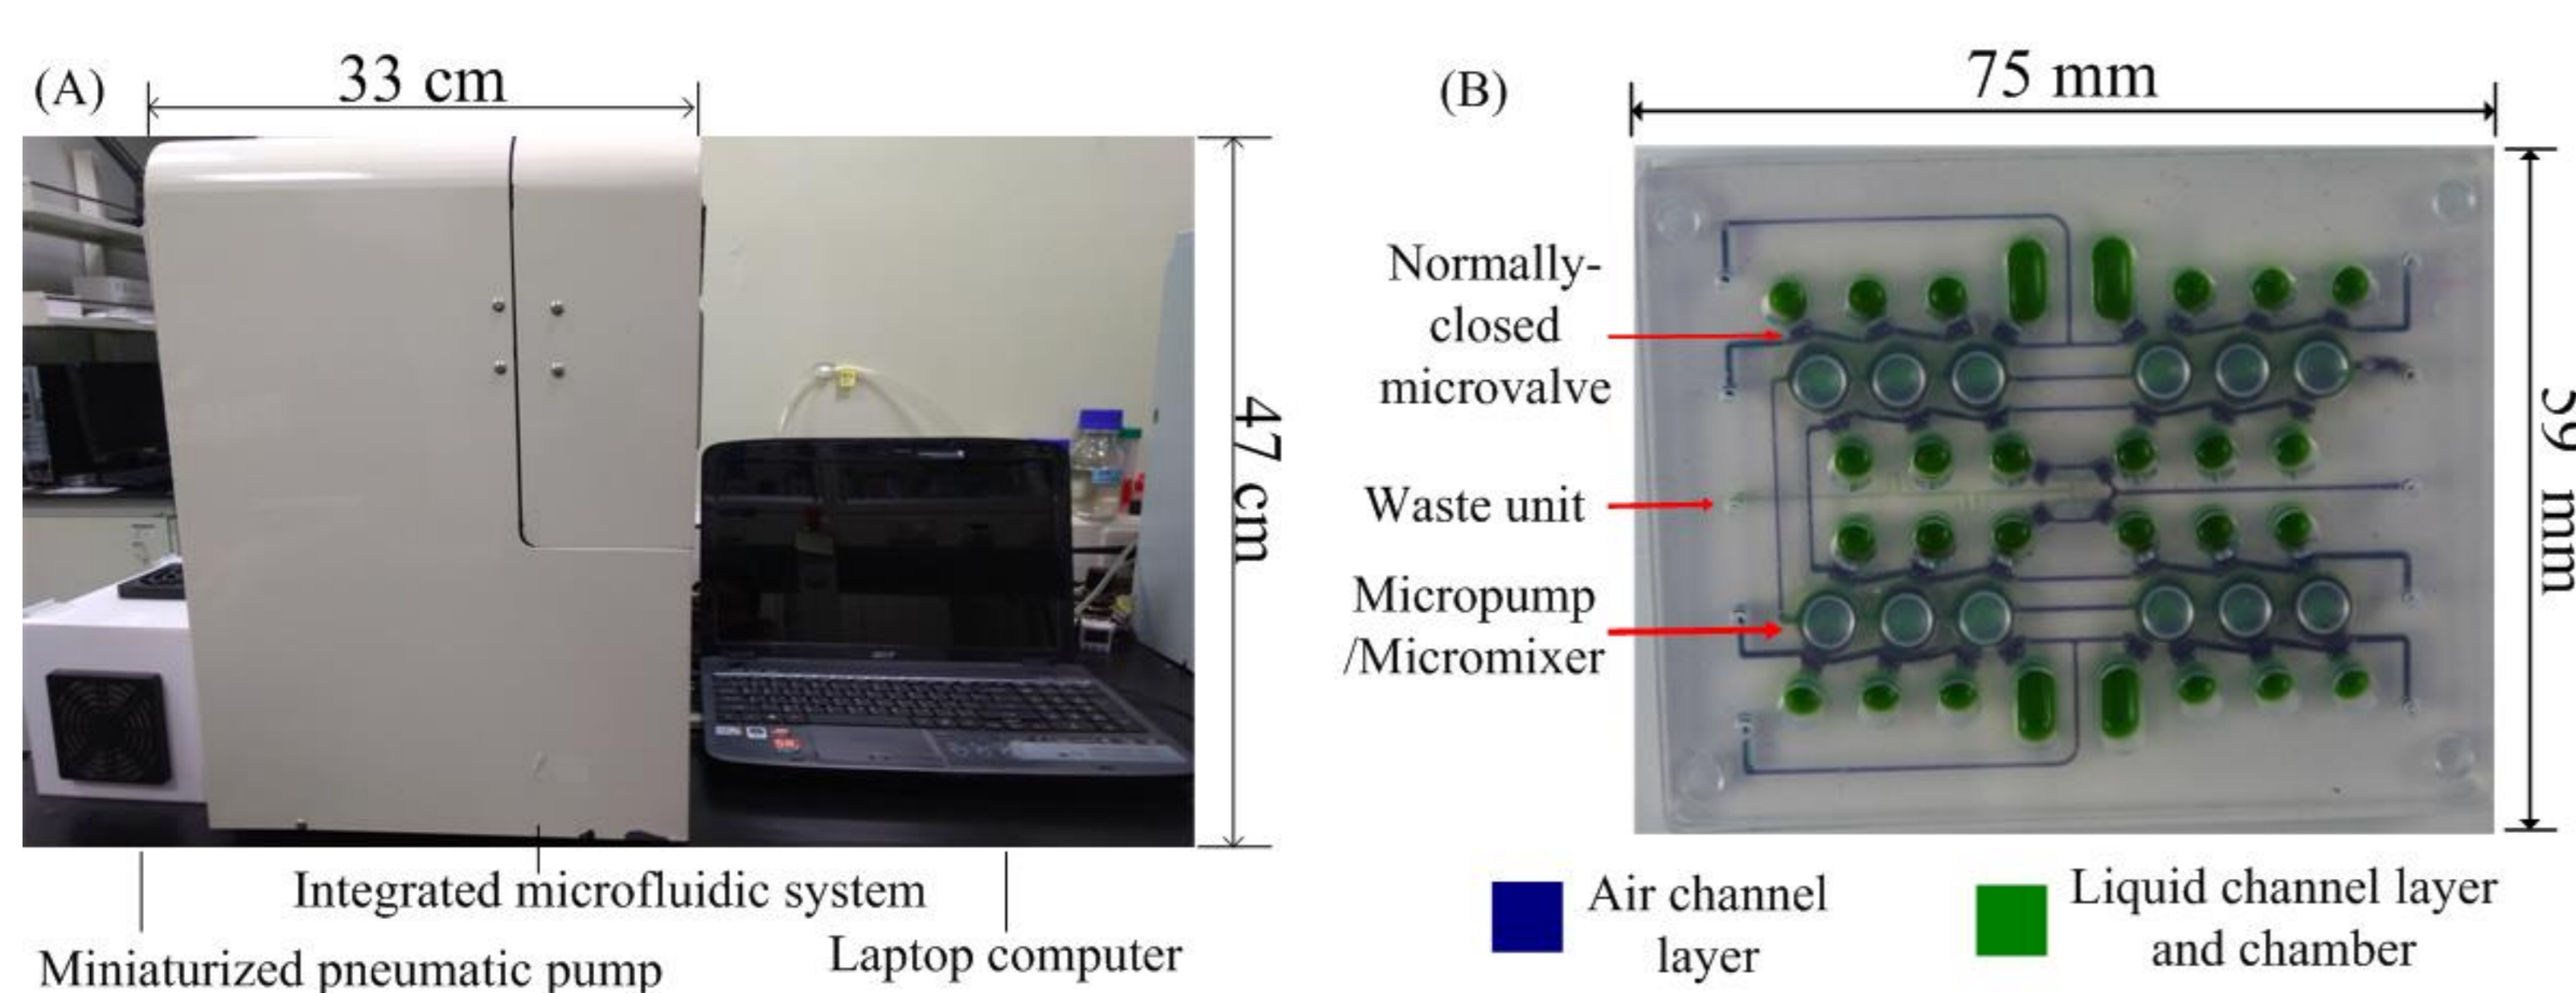 (A)
33 cm
47 cm
Integrated microfluidic system
Miniaturized pneumatic pump
Laptop computer
(B)
75 mm
59 mm
Normally-
closed
microvalve
Waste unit
Micropump
/Micromixer
Air channel
layer
Liquid channel layer
and chamber